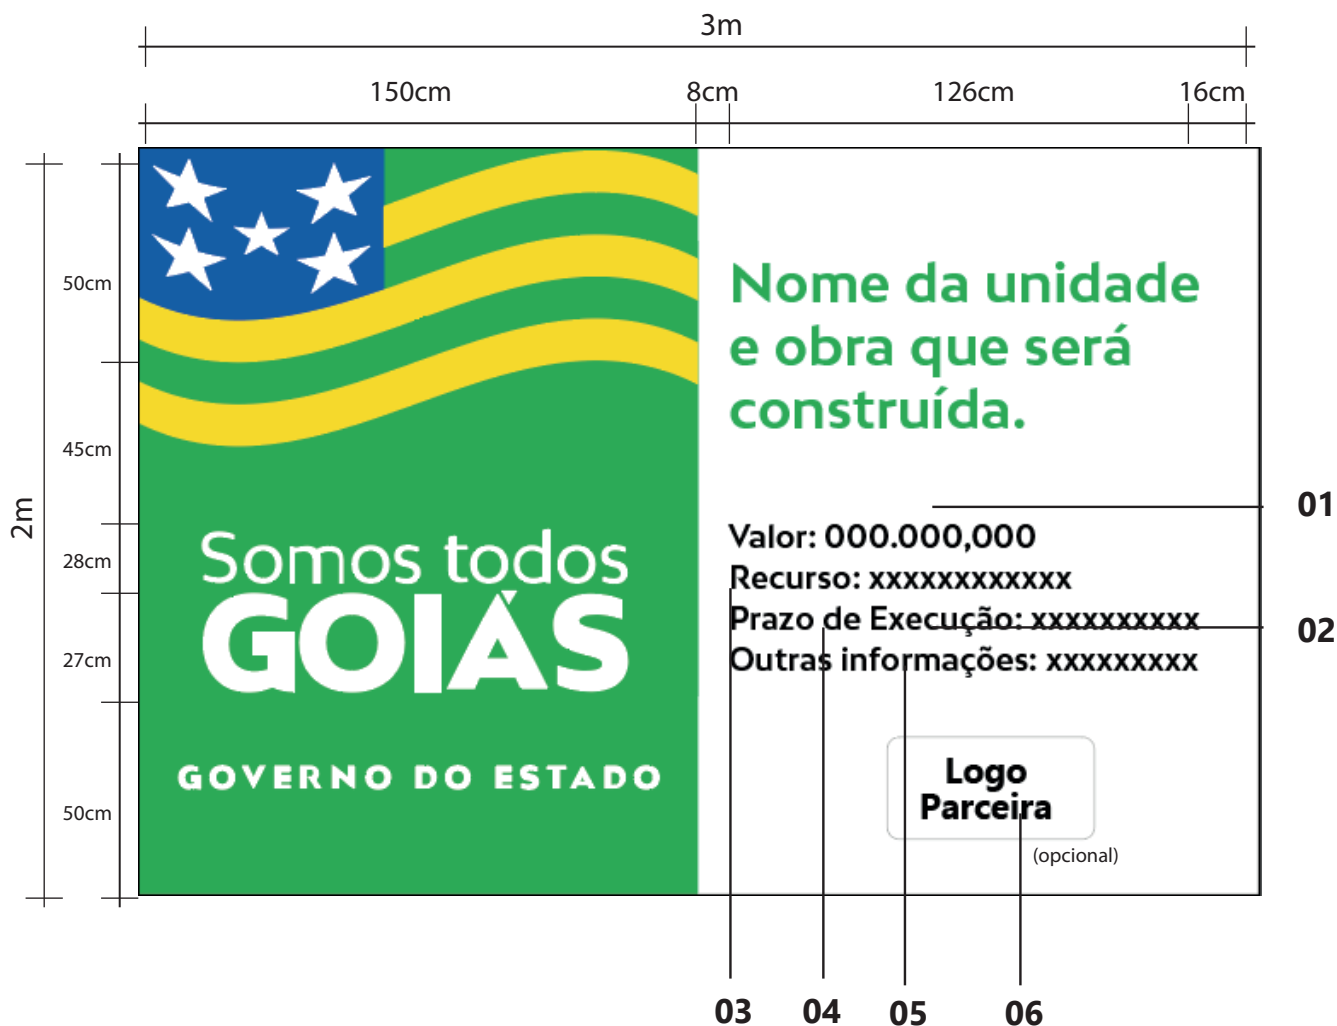 3m
150cm
8cm
126cm
16cm
2m
50cm
45cm
28cm
27cm
50cm
Somos todos
GOIÁS
GOVERNO DO ESTADO
Nome da unidade
e obra que será
construída.
Valor: 000.000,000
Recurso: xxxxxxxxxxxx
Prazo de Execução: xxxxxxxxxx
Outras informações: xxxxxxxxx
Logo
Parceira
(opcional)
01
02
03
04
05
06